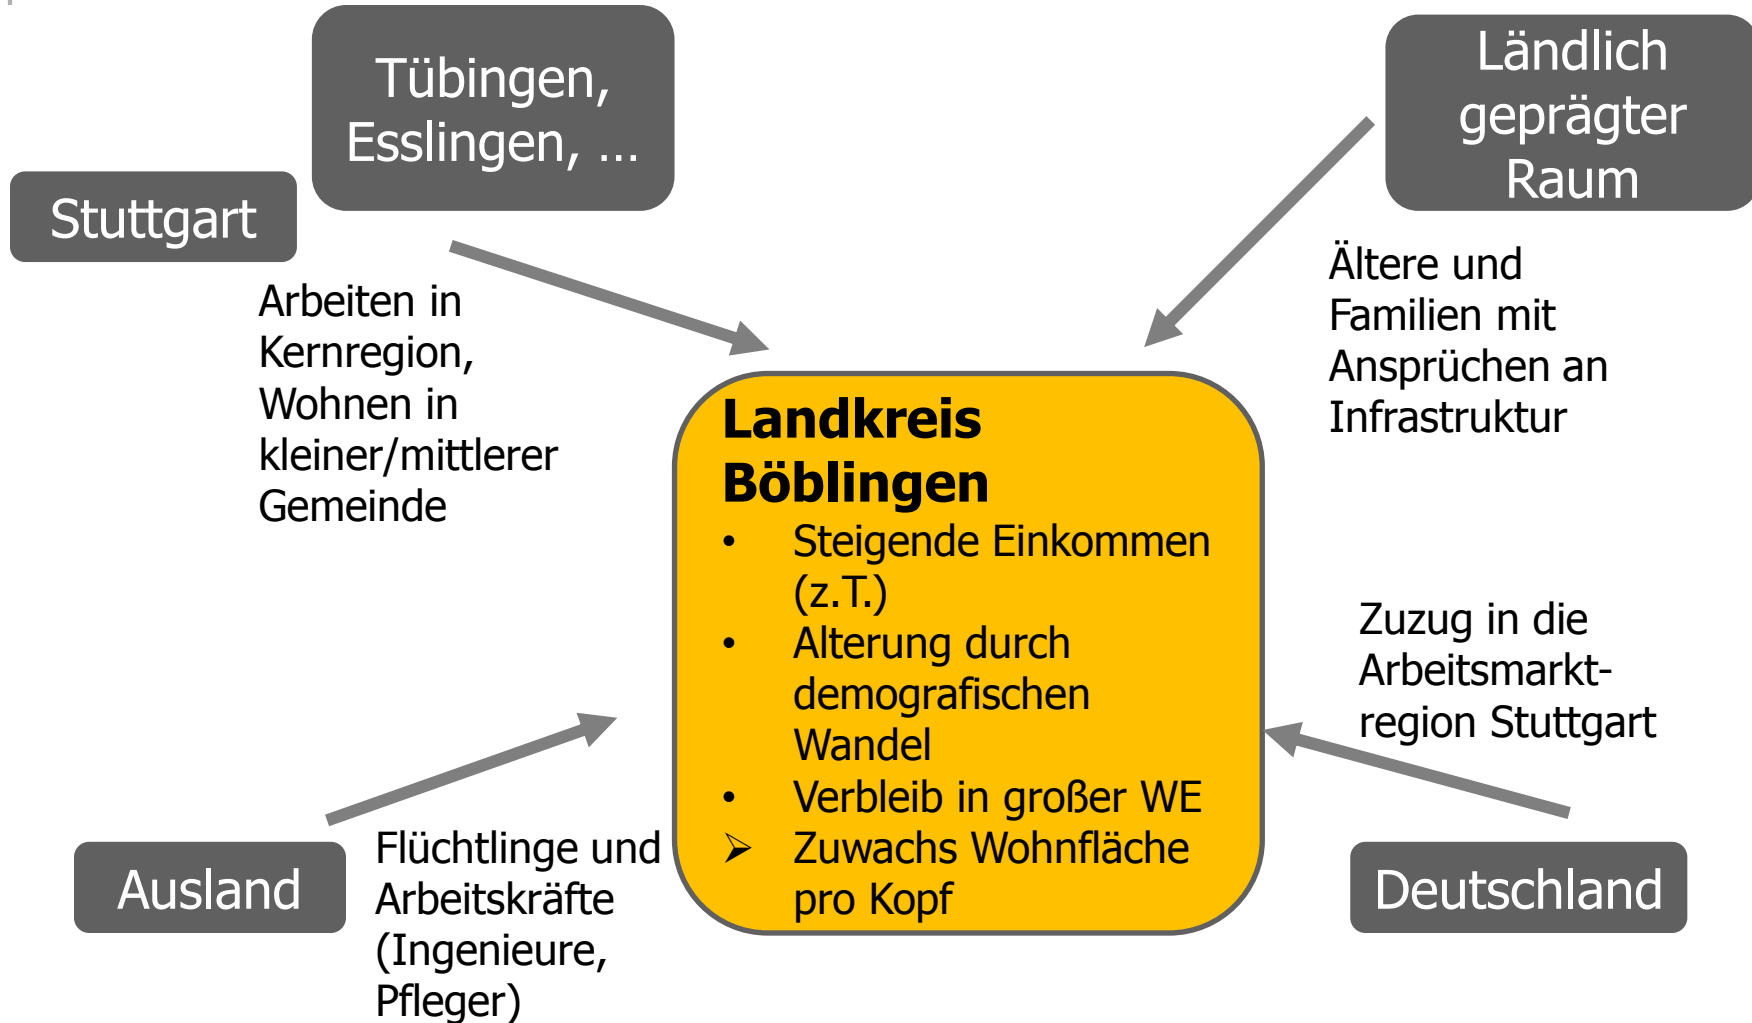 Tübingen,
Esslingen, ...
Stuttgart
Arbeiten in
Kernregion,
Wohnen in
kleiner/mittlerer
Gemeinde
Ländlich
geprägter
Raum
Ältere und
Familien mit
Ansprüchen an
Infrastruktur
Landkreis
Böblingen
• Steigende Einkommen
(z.T.)
• Alterung durch
demografischen
Wandel
• Verbleib in großer WE
➢ Zuwachs Wohnfläche
pro Kopf
Zuzug in die
Arbeitsmarkt-
region Stuttgart
Deutschland
Ausland
Flüchtlinge und
Arbeitskräfte
(Ingenieure,
Pfleger)